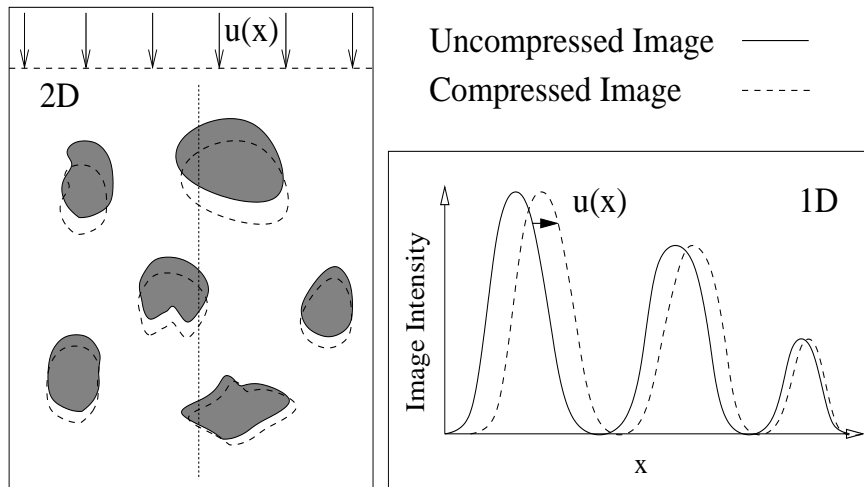 u(x)
2D
Uncompressed Image
Compressed Image
u(x)
1D
Image Intensity
x